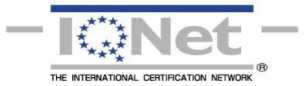 IQNet
®
THE INTERNATIONAL CERTIFICATION NETWORK